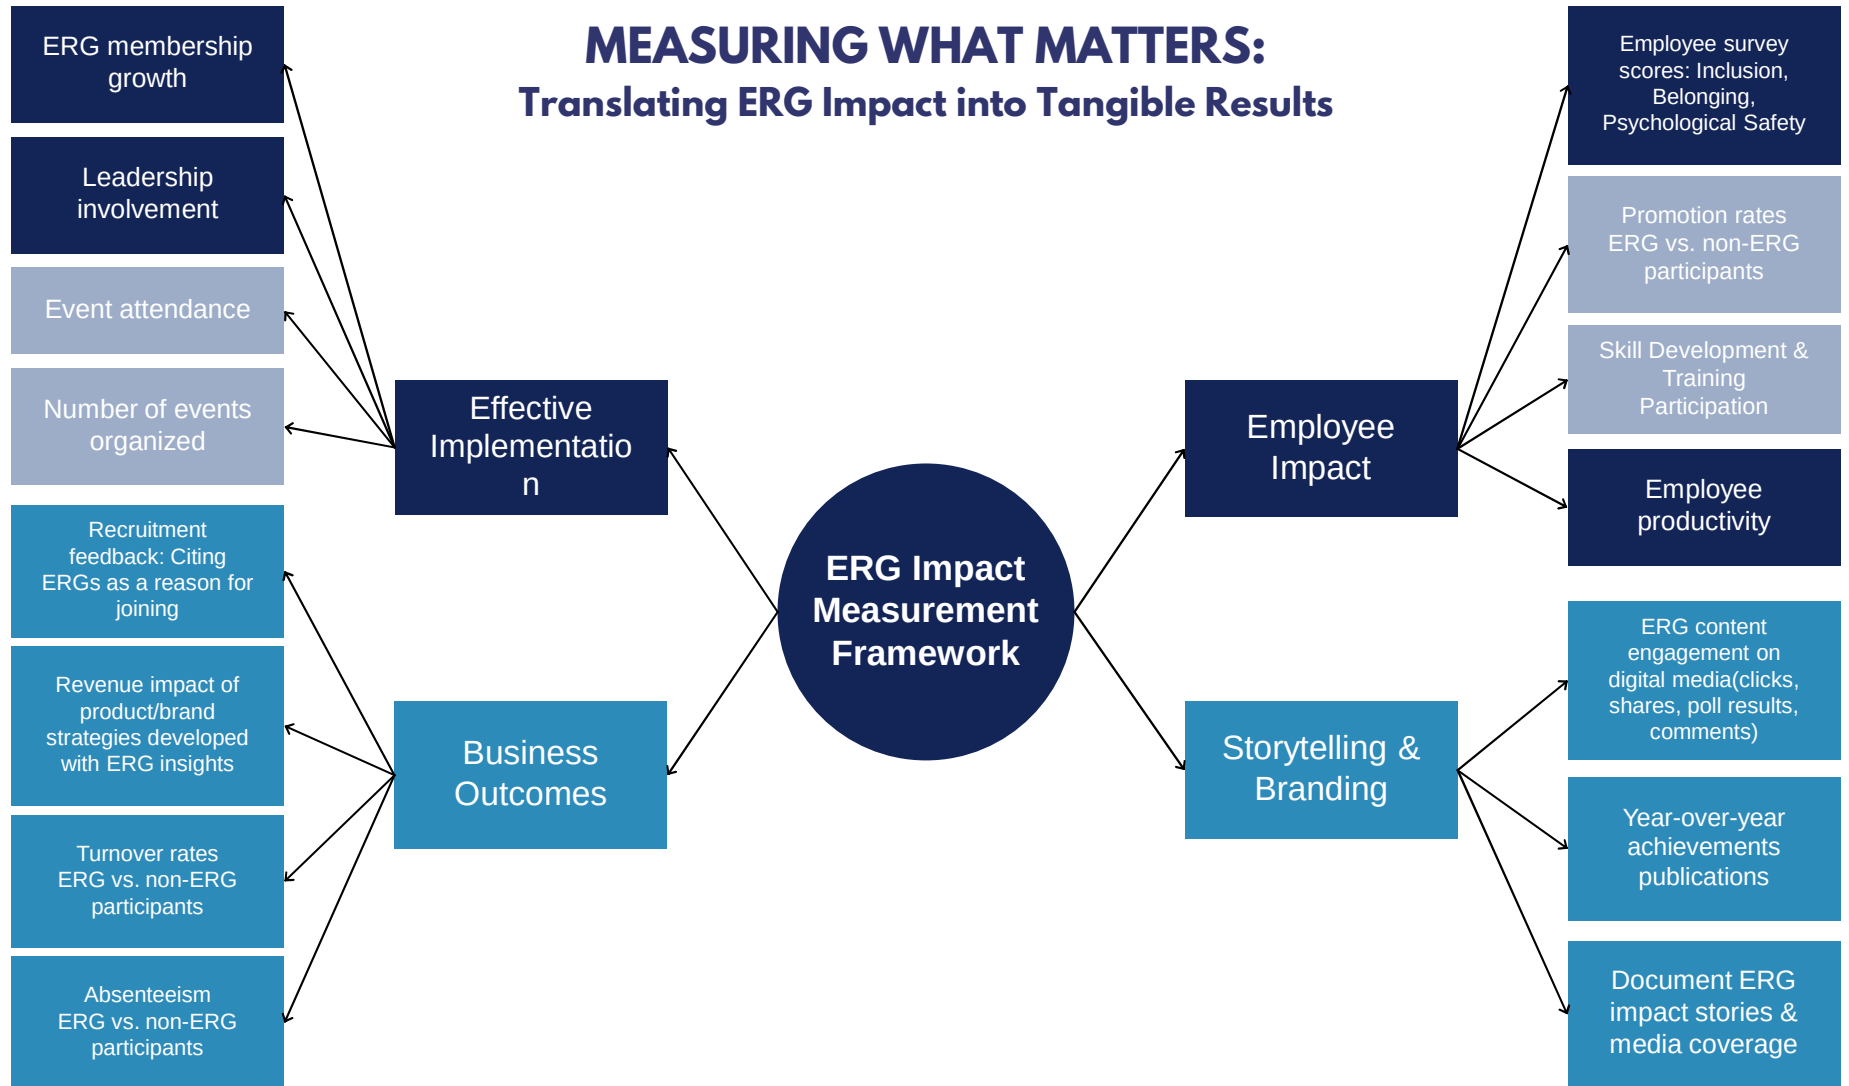 MEASURING WHAT MATTERS:
Translating ERG Impact into Tangible Results
ERG membership
growth
Leadership
involvement
Event attendance
Number of events
organized
Effective
Implementatio
n
Recruitment
feedback: Citing
ERGs as a reason for
joining
Revenue impact of
product/brand
strategies developed
with ERG insights
Turnover rates
ERG vs. non-ERG
participants
Absenteeism
ERG vs. non-ERG
participants
Business
Outcomes
ERG Impact
Measurement
Framework
Employee
Impact
Employee survey
scores: Inclusion,
Belonging,
Psychological Safety
Promotion rates
ERG vs. non-ERG
participants
Skill Development &
Training
Participation
Employee
productivity
Storytelling &
Branding
ERG content
engagement on
digital media(clicks,
shares, poll results,
comments)
Year-over-year
achievements
publications
Document ERG
impact stories &
media coverage